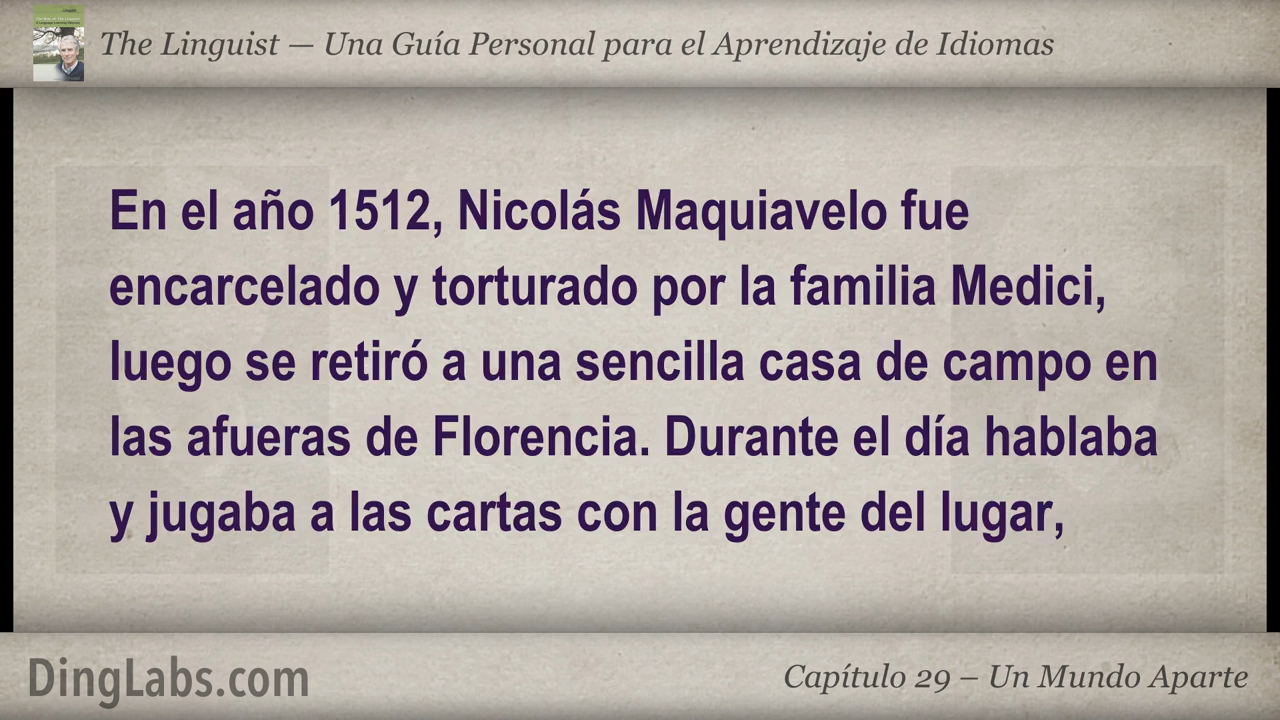 The Linguist — Una Guía Personal para el Aprendizaje de Idiomas
En el año 1512, Nicolás Maquiavelo fue
encarcelado y torturado por la familia Medici,
luego se retiró a una sencilla casa de campo en
las afueras de Florencia. Durante el día hablaba
y jugaba a las cartas con la gente del lugar,
DingLabs.com
Capítulo 29 – Un Mundo Aparte